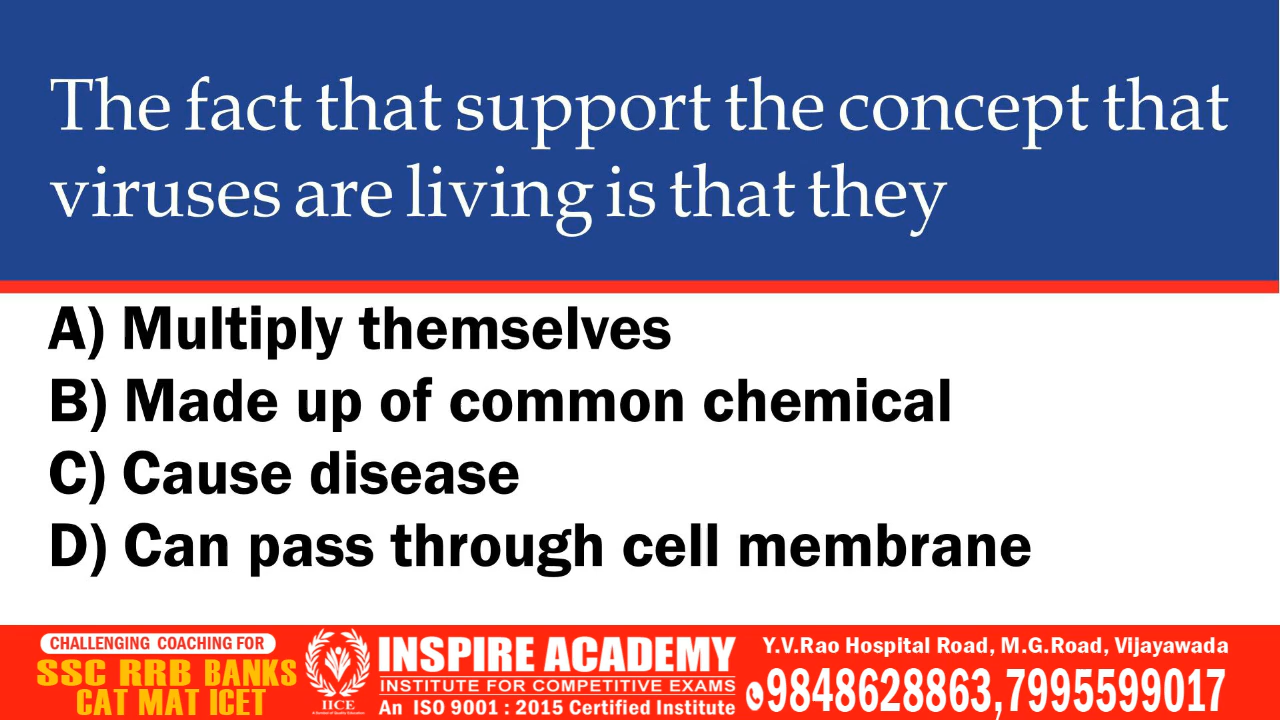 The fact that support the concept that
viruses are living is that they
A) Multiply themselves
B) Made up of common chemical
C) Cause disease
D) Can pass through cell membrane
CHALLENGING COACHING FOR
SSC RRB BANKS
CAT MAT ICET
IICE
INSPIRE ACADEMY
INSTITUTE FOR COMPETITIVE EXAMS
An ISO 9001 : 2015 Certified Institute
Y.V.Rao Hospital Road, M.G.Road, Vijayawada
9848628863,7995599017